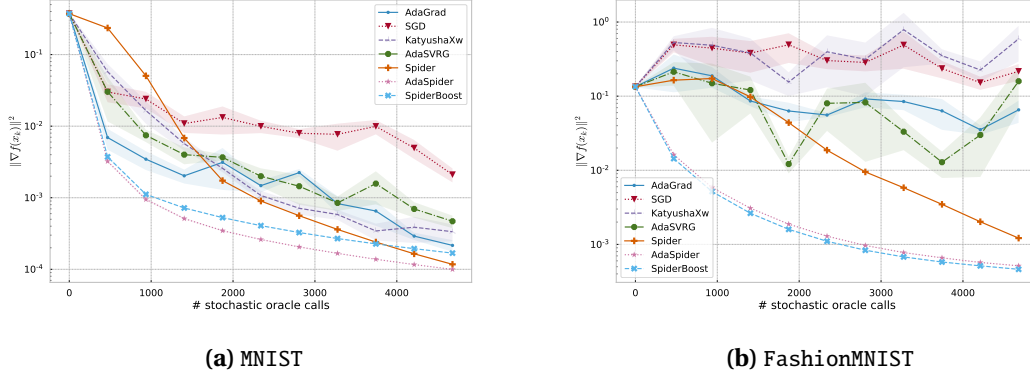 10⁻¹
10⁻²
10⁻³
10⁻⁴
‖∇f(xₖ)‖²
0
1000
2000
3000
4000
# stochastic oracle calls
AdaGrad
SGD
KatyushaXw
AdaSVRG
Spider
AdaSpider
SpiderBoost
(a) MNIST
10⁰
10⁻¹
10⁻²
10⁻³
‖∇f(xₖ)‖²
0
1000
2000
3000
4000
# stochastic oracle calls
AdaGrad
SGD
KatyushaXw
AdaSVRG
Spider
AdaSpider
SpiderBoost
(b) FashionMNIST